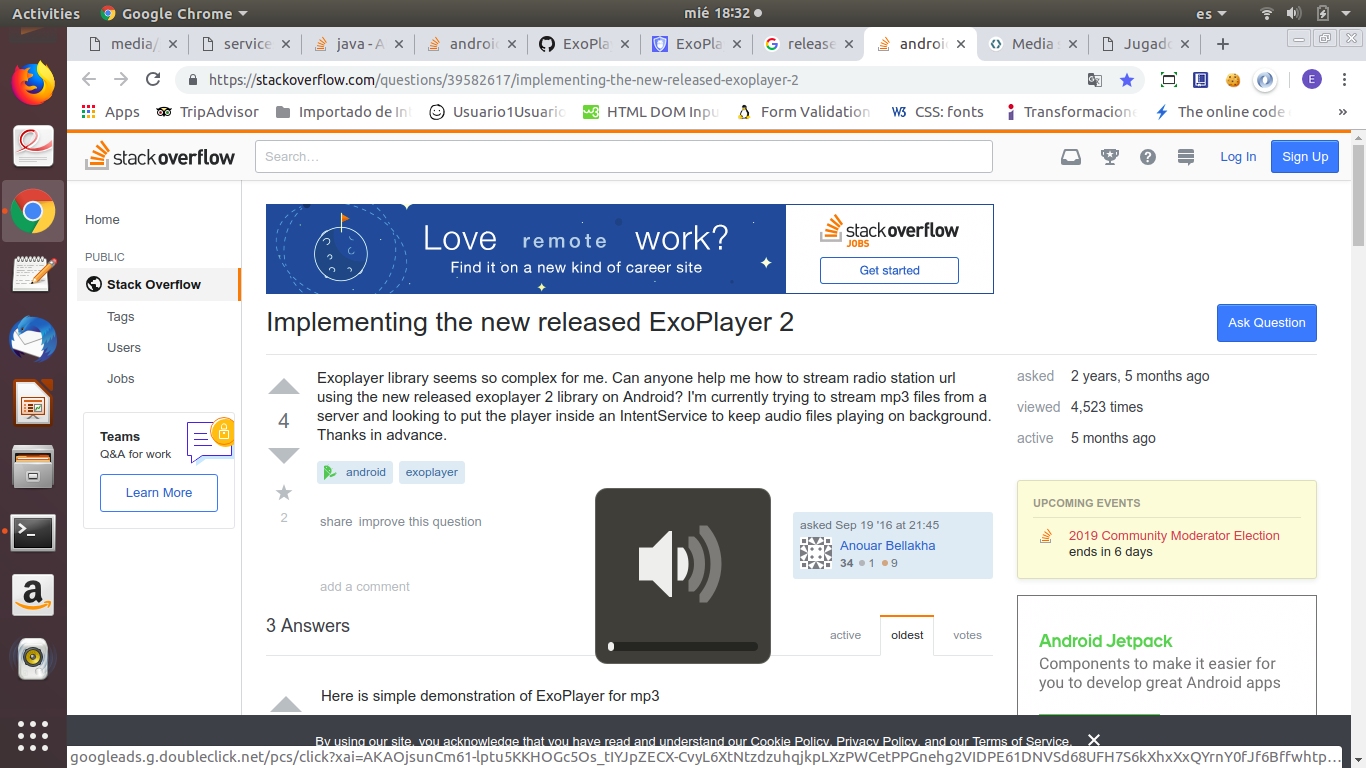 Activities
Google Chrome
mié 18:32
es
media/
service
java - A
android
ExoPla
ExoPla
release
androi
Media
Jugado
https://stackoverflow.com/questions/39582617/implementing-the-new-released-exoplayer-2
E
Apps
TripAdvisor
Importado de In
Usuario1Usuario
HTML DOM Inpu
Form Validation
W3 CSS: fonts
Transformacione
The online code
»
stackoverflow
Search…
Log In
Sign Up
Home
PUBLIC
Stack Overflow
Tags
Users
Jobs
Teams
Q&A for work
Learn More
Love remote work?
Find it on a new kind of career site
stackoverflow
JOBS
Get started
Implementing the new released ExoPlayer 2
Ask Question
4
2
Exoplayer library seems so complex for me. Can anyone help me how to stream radio station url
using the new released exoplayer 2 library on Android? I'm currently trying to stream mp3 files from a
server and looking to put the player inside an IntentService to keep audio files playing on background.
Thanks in advance.
android
exoplayer
share improve this question
asked Sep 19 '16 at 21:45
Anouar Bellakha
34 1 9
add a comment
asked 2 years, 5 months ago
viewed 4,523 times
active 5 months ago
UPCOMING EVENTS
2019 Community Moderator Election
ends in 6 days
3 Answers
active
oldest
votes
Android Jetpack
Components to make it easier for
you to develop great Android apps
Here is simple demonstration of ExoPlayer for mp3
By using our site, you acknowledge that you have read and understand our Cookie Policy, Privacy Policy, and our Terms of Service.